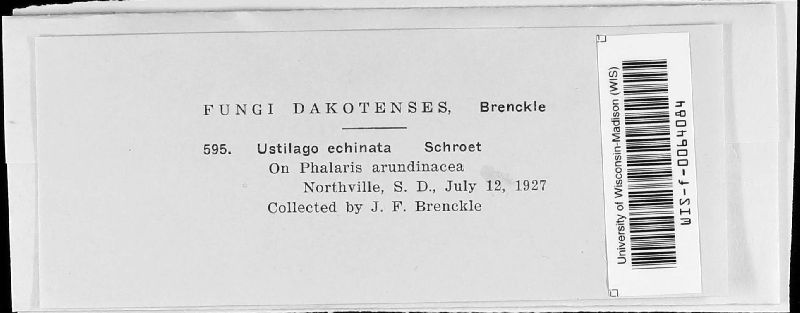 FUNGI DAKOTENSES, Brenckle
595. Ustilago echinata Schroet
On Phalaris arundinacea
Northville, S. D., July 12, 1927
Collected by J. F. Brenckle
University of Wisconsin-Madison (WIS)
WIS-f-0064084